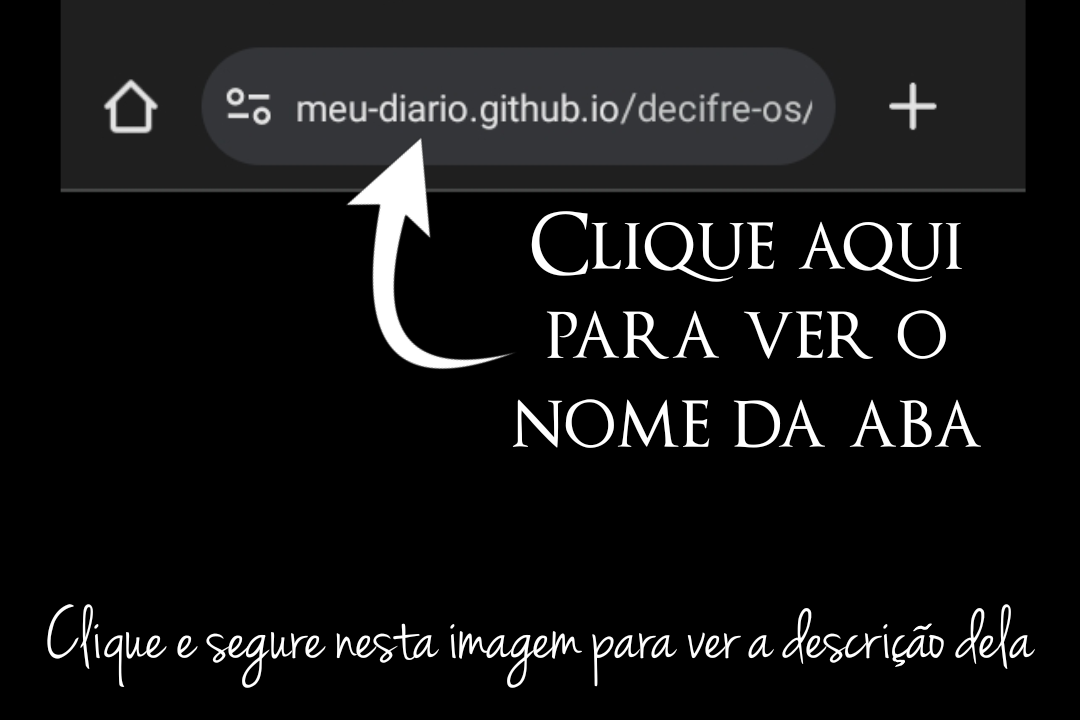 meu-diario.github.io/decifre-os/
Clique aqui
para ver o
nome da aba
Clique e segure nesta imagem para ver a descrição dela